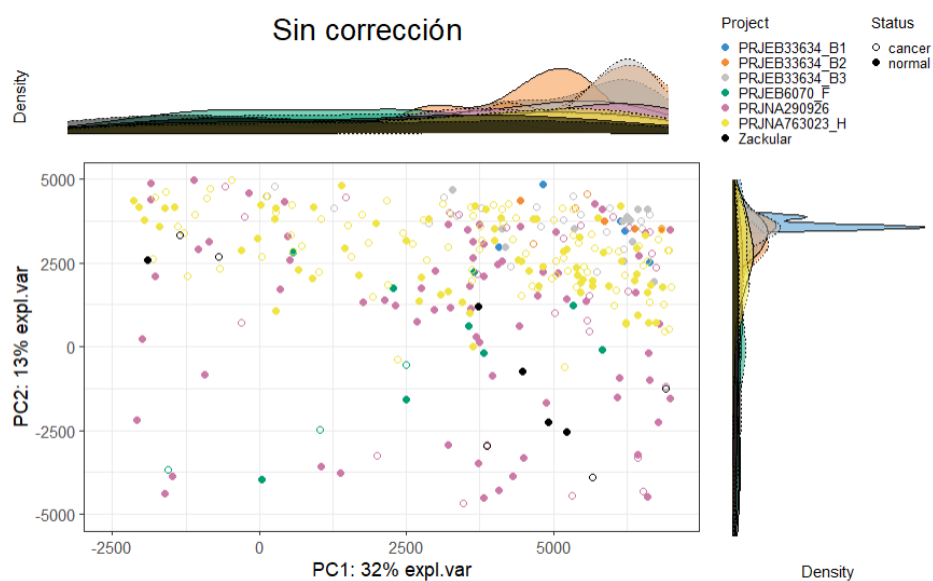 Sin corrección
Density
Project
PRJEB33634_B1
PRJEB33634_B2
PRJEB33634_B3
PRJEB6070_F
PRJNA290926
PRJNA763023_H
Zackular
Status
cancer
normal
PC2: 13% expl.var
5000
2500
0
-2500
-5000
-2500
0
2500
5000
PC1: 32% expl.var
Density